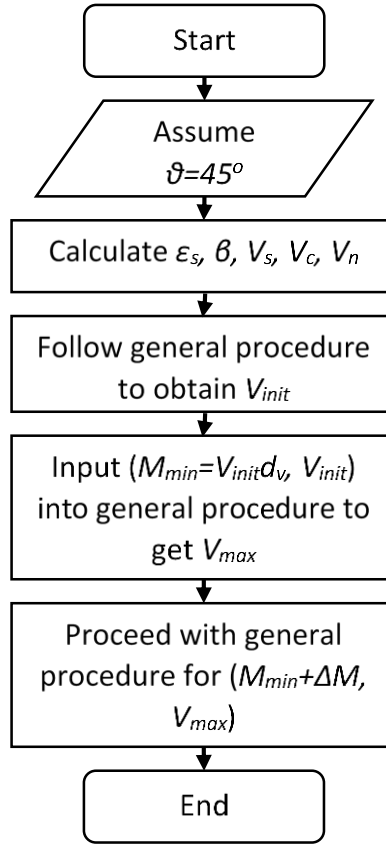 Start
Assume
ϑ=45°
Calculate εs, β, Vs, Vc, Vn
Follow general procedure
to obtain Vinit
Input (Mmin=Vinitdv, Vinit)
into general procedure to
get Vmax
Proceed with general
procedure for (Mmin+ΔM,
Vmax)
End